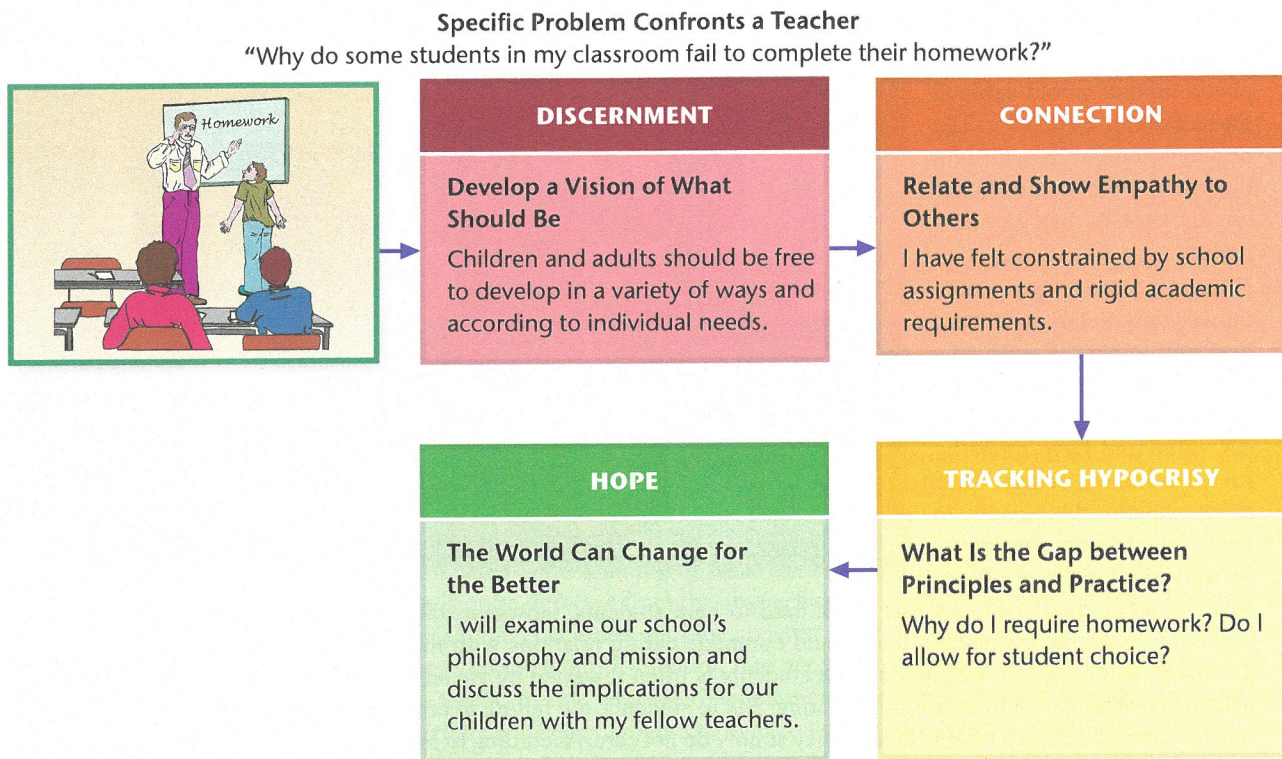 Specific Problem Confronts a Teacher
“Why do some students in my classroom fail to complete their homework?”
Homework
DISCERNMENT
Develop a Vision of What
Should Be
Children and adults should be free
to develop in a variety of ways and
according to individual needs.
CONNECTION
Relate and Show Empathy to
Others
I have felt constrained by school
assignments and rigid academic
requirements.
TRACKING HYPOCRISY
What Is the Gap between
Principles and Practice?
Why do I require homework? Do I
allow for student choice?
HOPE
The World Can Change for
the Better
I will examine our school’s
philosophy and mission and
discuss the implications for our
children with my fellow teachers.